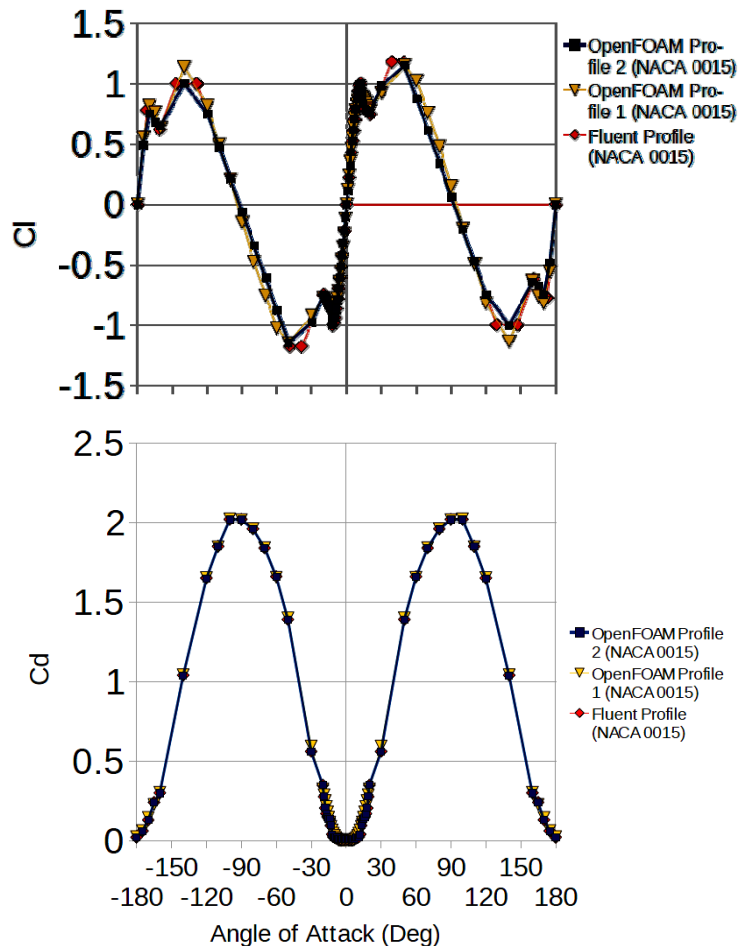 1.5
1
0.5
0
-0.5
-1
-1.5
Cl
OpenFOAM Pro-
file 2 (NACA 0015)
OpenFOAM Pro-
file 1 (NACA 0015)
Fluent Profile
(NACA 0015)
2.5
2
1.5
1
0.5
0
Cd
OpenFOAM Profile
2 (NACA 0015)
OpenFOAM Profile
1 (NACA 0015)
Fluent Profile
(NACA 0015)
-150 -90 -30 30 90 150
-180 -120 -60 0 60 120 180
Angle of Attack (Deg)